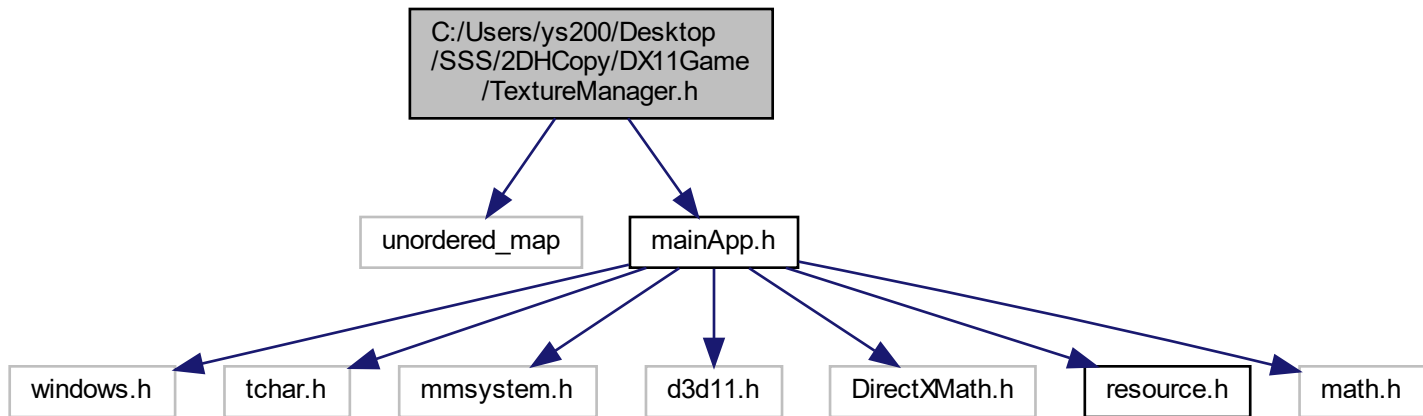 C:/Users/ys200/Desktop
/SSS/2DHCopy/DX11Game
/TextureManager.h
unordered_map
mainApp.h
windows.h
tchar.h
mmsystem.h
d3d11.h
DirectXMath.h
resource.h
math.h